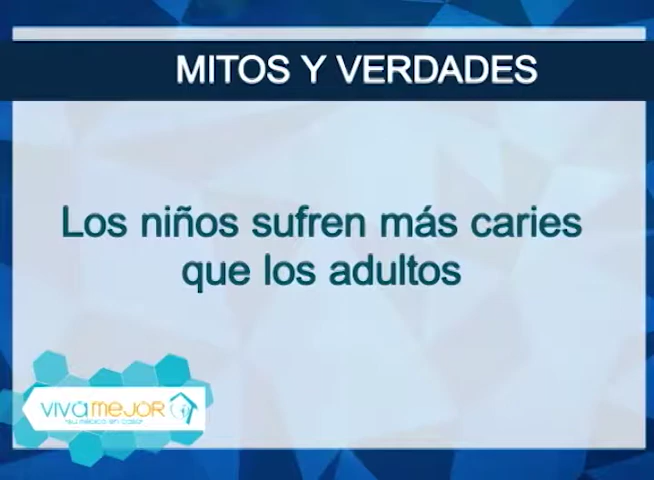 MITOS Y VERDADES
Los niños sufren más caries
que los adultos
VIVAMEJOR